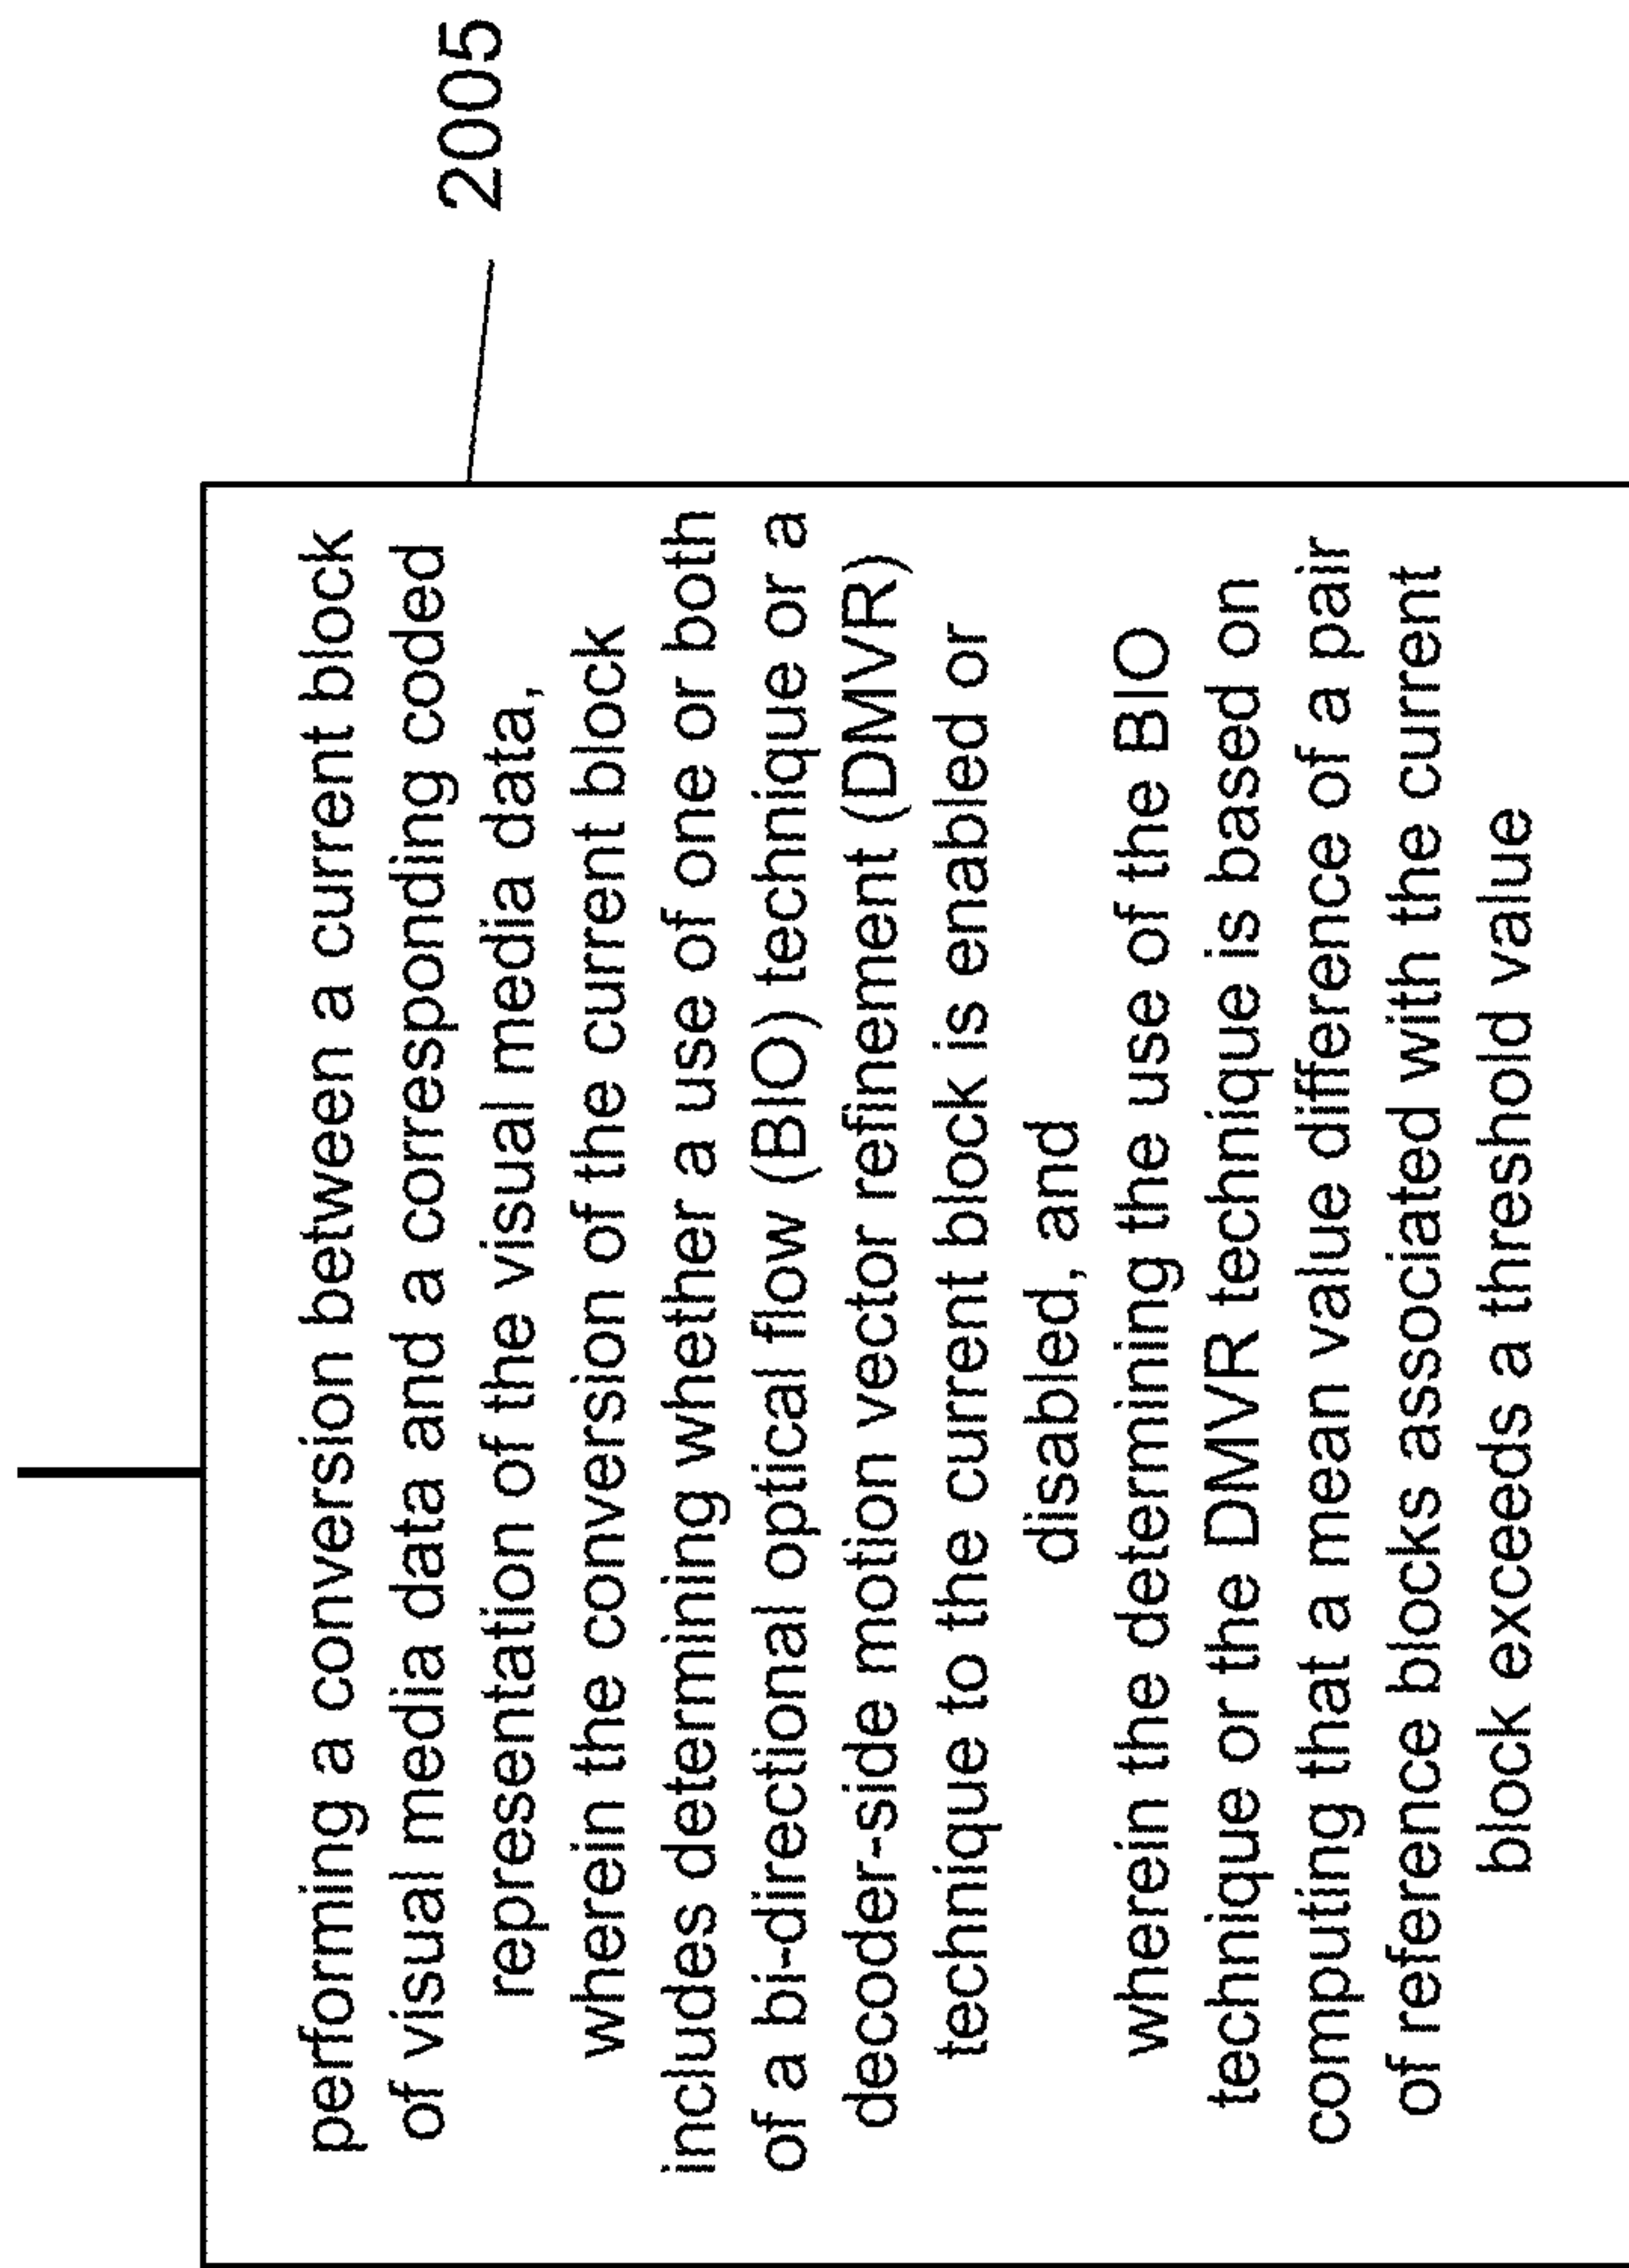 2005
performing a conversion between a current block
of visual media data and a corresponding coded
representation of the visual media data,
wherein the conversion of the current block
includes determining whether a use of one or both
of a bi-directional optical flow (BIO) technique or a
decoder-side motion vector refinement (DMVR)
technique to the current block is enabled or
disabled, and
wherein the determining the use of the BIO
technique or the DMVR technique is based on
computing that a mean value difference of a pair
of reference blocks associated with the current
block exceeds a threshold value